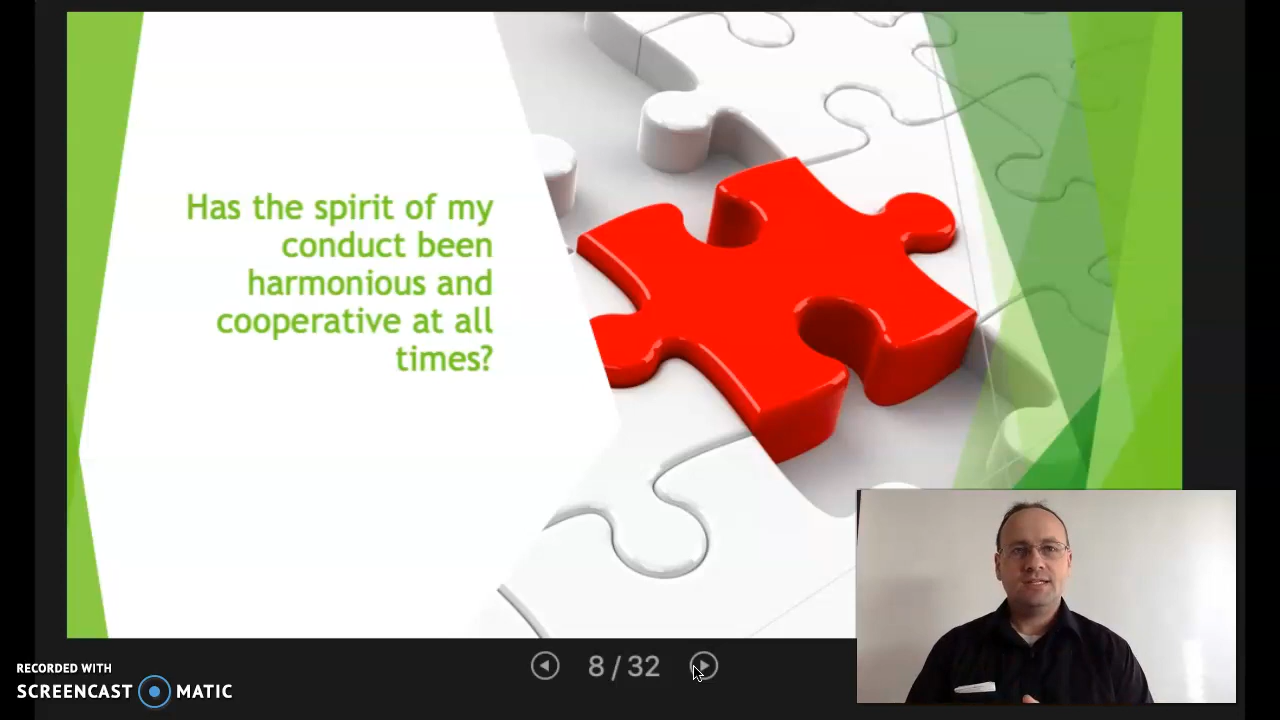 Has the spirit of my
conduct been
harmonious and
cooperative at all
times?
8 / 32
RECORDED WITH
SCREENCAST MATIC